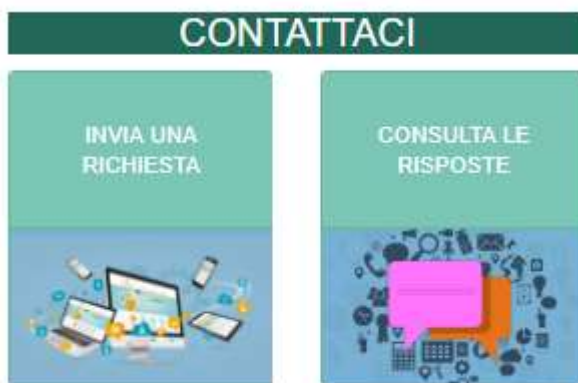 CONTATTACI
INVIA UNA
RICHIESTA
CONSULTA LE
RISPOSTE